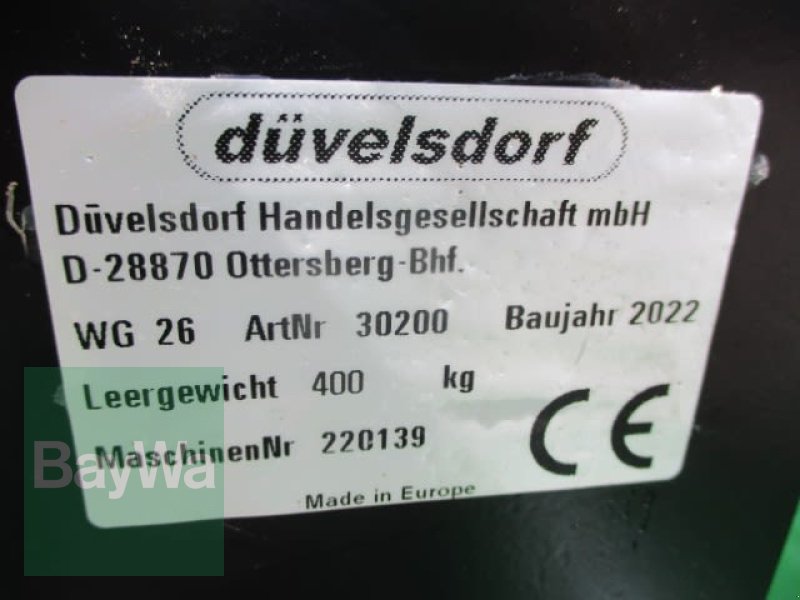 düvelsdorf
Düvelsdorf Handelsgesellschaft mbH
D-28870 Ottersberg-Bhf.
WG 26 ArtNr 30200 Baujahr 2022
Leergewicht 400 kg
MaschinenNr 220139
CE
Made in Europe
BayWa